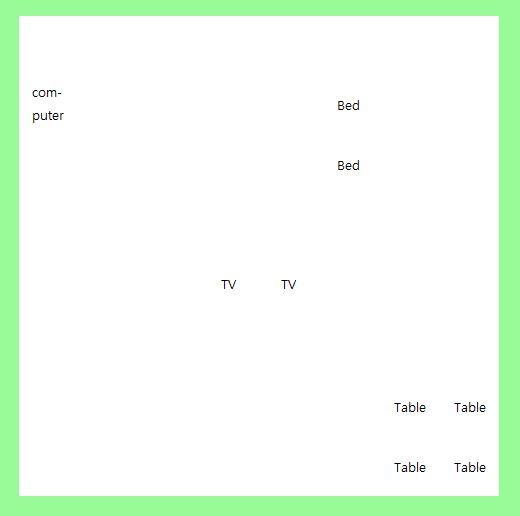 com-
puter
Bed
Bed
TV TV
Table Table
Table Table